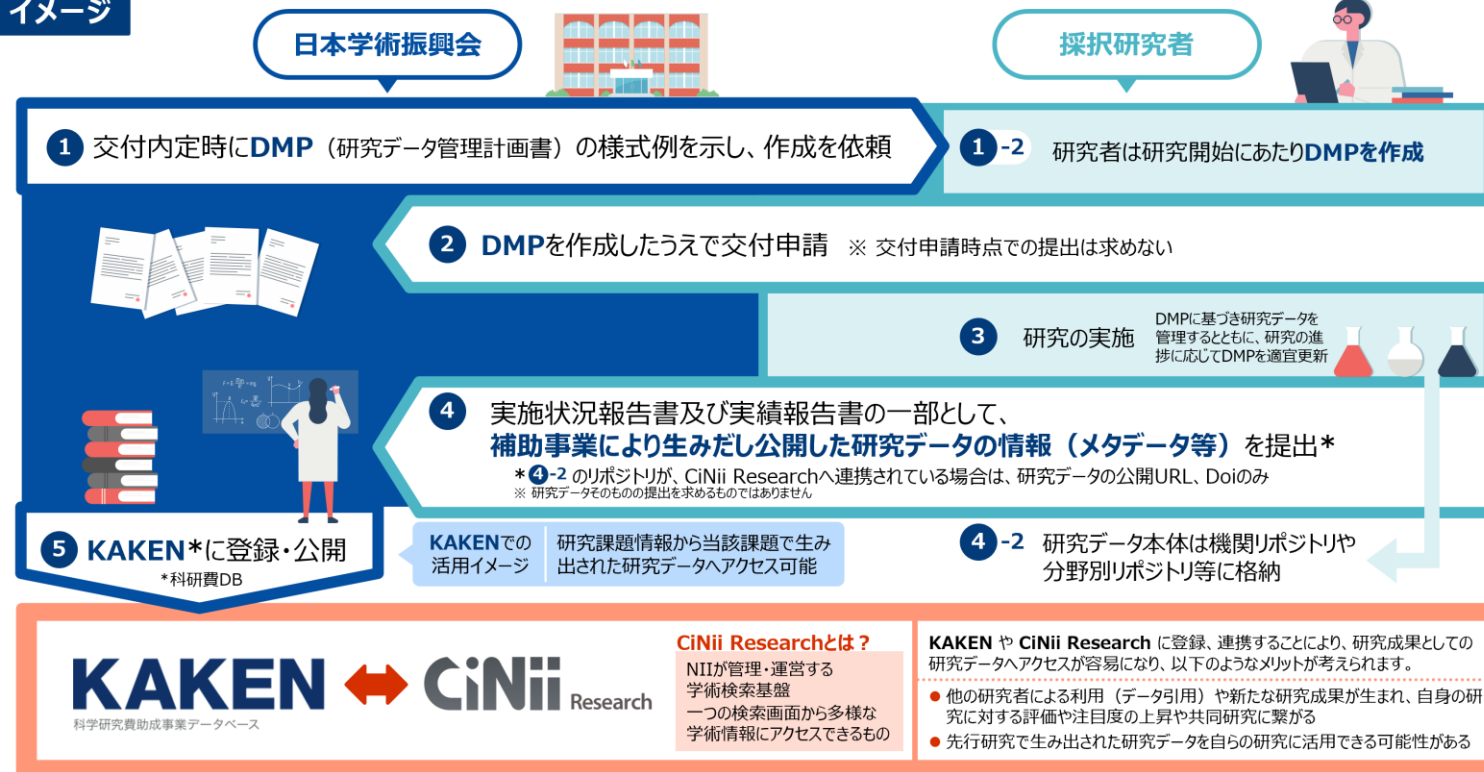 イメージ
日本学術振興会
採択研究者
1 交付内定時にDMP（研究データ管理計画書）の様式例を示し、作成を依頼
1-2 研究者は研究開始にあたりDMPを作成
2 DMPを作成したうえで交付申請 ※ 交付申請時点での提出は求めない
3 研究の実施
DMPに基づき研究データを
管理するとともに、研究の進
捗に応じてDMPを適宜更新
4 実施状況報告書及び実績報告書の一部として、
補助事業により生みだし公開した研究データの情報（メタデータ等）を提出*
*4-2 のリポジトリが、CiNii Researchへ連携されている場合は、研究データの公開URL、Doiのみ
※ 研究データそのものの提出を求めるものではありません
5 KAKEN*に登録・公開
*科研費DB
KAKENでの
活用イメージ
研究課題情報から当該課題で生み
出された研究データへアクセス可能
4-2 研究データ本体は機関リポジトリや
分野別リポジトリ等に格納
KAKEN
科学研究費助成事業データベース
CiNii Research
CiNii Researchとは？
NIIが管理・運営する
学術検索基盤
一つの検索画面から多様な
学術情報にアクセスできるもの
KAKEN や CiNii Research に登録、連携することにより、研究成果としての
研究データへアクセスが容易になり、以下のようなメリットが考えられます。
● 他の研究者による利用（データ引用）や新たな研究成果が生まれ、自身の研
究に対する評価や注目度の上昇や共同研究に繋がる
● 先行研究で生み出された研究データを自らの研究に活用できる可能性がある